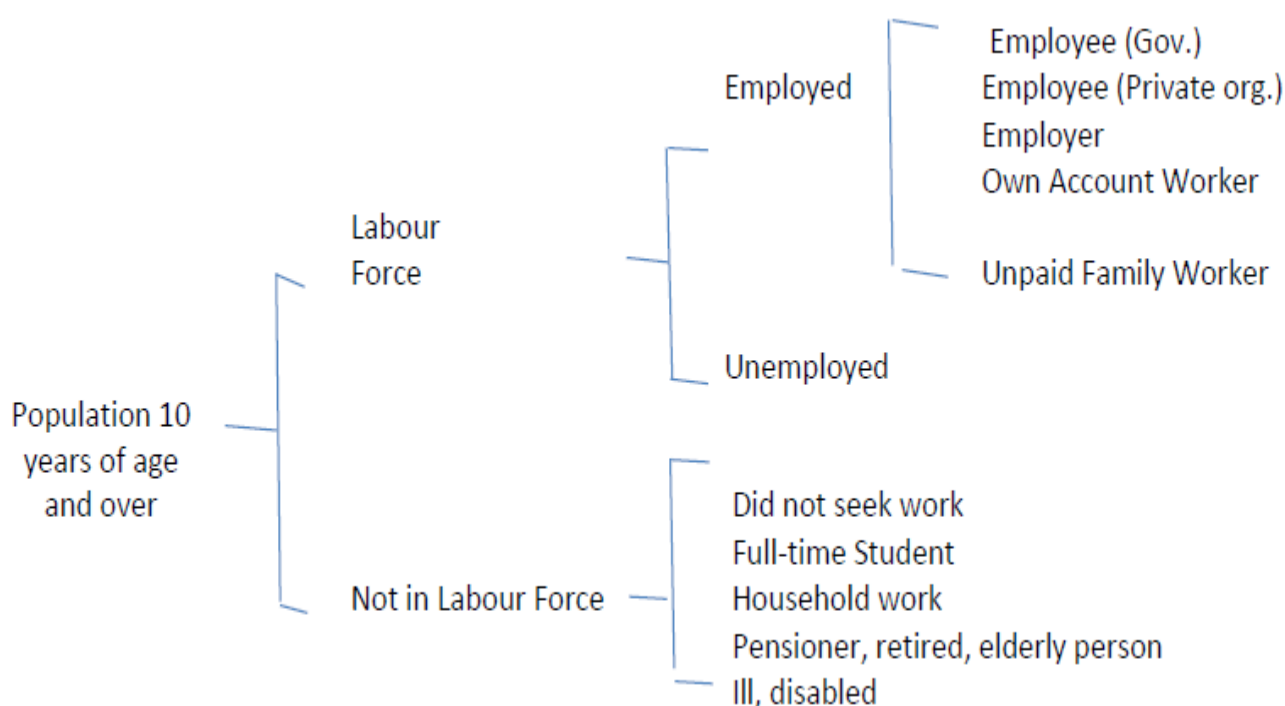 Employee (Gov.)
Employed
Employee (Private org.)
Employer
Own Account Worker
Labour
Force
Unpaid Family Worker
Unemployed
Population 10
years of age
and over
Did not seek work
Full-time Student
Not in Labour Force
Household work
Pensioner, retired, elderly person
Ill, disabled